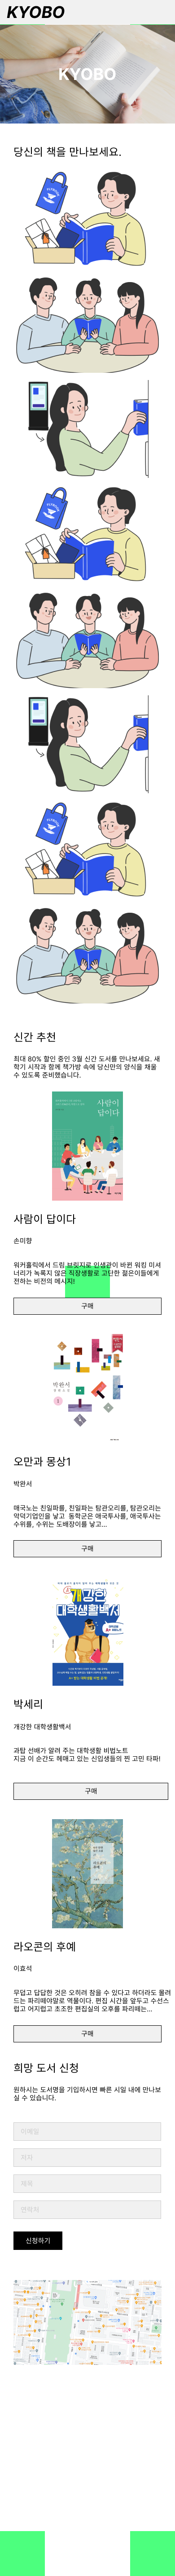 KYOBO
KYOBO
당신의 책을 만나보세요.
신간 추천
최대 80% 할인 중인 3월 신간 도서를 만나보세요. 새
학기 시작과 함께 책가방 속에 당신만의 양식을 채울
수 있도록 준비했습니다.
사람이
답이다
사람이 답이다
손미향
워커홀릭에서 드림 브릿지로 인생관이 바뀐 워킹 미셔
너리가 녹록지 않은 직장생활로 고단한 젊은이들에게
전하는 비전의 메시지!
구매
박완서
오만과 몽상1
박완서
매국노는 친일파를, 친일파는 탐관오리를, 탐관오리는
악덕기업인을 낳고 동학군은 애국투사를, 애국투사는
수위를, 수위는 도배장이를 낳고...
구매
개강한
대학생활백서
박세리
개강한 대학생활백서
과탑 선배가 알려 주는 대학생활 비법노트
지금 이 순간도 헤매고 있는 신입생들의 찐 고민 타파!
구매
라오콘의 후예
이효석
무덥고 답답한 것은 오히려 참을 수 있다고 하더라도 몰려
드는 파리떼야말로 역물이다. 편집 시간을 앞두고 수선스
럽고 어지럽고 초조한 편집실의 오후를 파리떼는...
구매
희망 도서 신청
원하시는 도서명을 기입하시면 빠른 시일 내에 만나보
실 수 있습니다.
이메일
저자
제목
연락처
신청하기